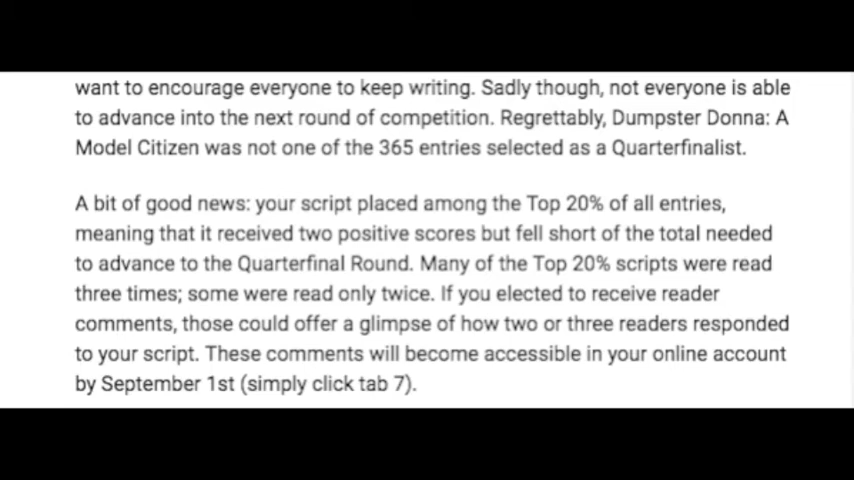 want to encourage everyone to keep writing. Sadly though, not everyone is able
to advance into the next round of competition. Regrettably, Dumpster Donna: A
Model Citizen was not one of the 365 entries selected as a Quarterfinalist.
A bit of good news: your script placed among the Top 20% of all entries,
meaning that it received two positive scores but fell short of the total needed
to advance to the Quarterfinal Round. Many of the Top 20% scripts were read
three times; some were read only twice. If you elected to receive reader
comments, those could offer a glimpse of how two or three readers responded
to your script. These comments will become accessible in your online account
by September 1st (simply click tab 7).